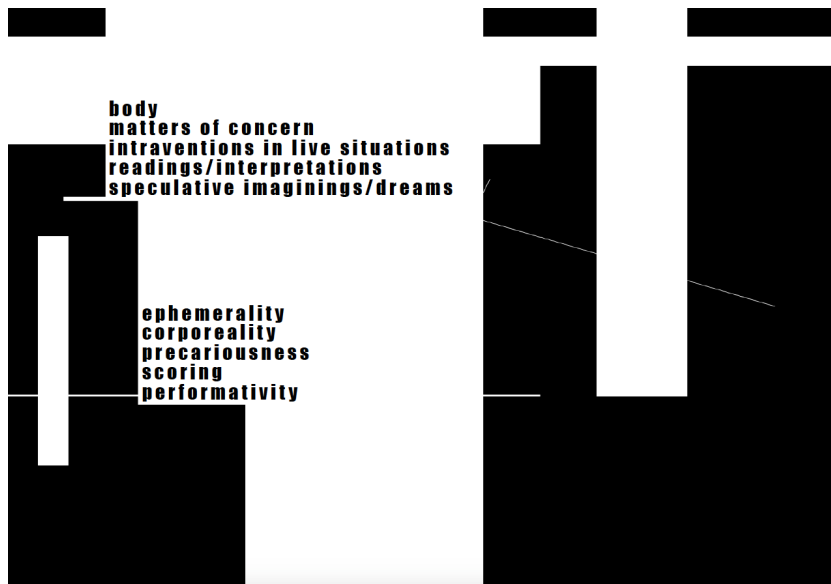 body
matters of concern
intraventions in live situations
readings/interpretations
speculative imaginings/dreams
ephemerality
corporeality
precariousness
scoring
performativity